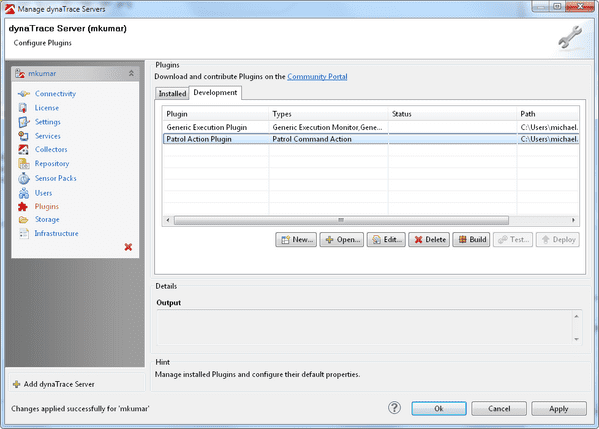 Manage dynaTrace Servers
dynaTrace Server (mkumar)
Configure Plugins
mkumar
Connectivity
License
Settings
Services
Collectors
Repository
Sensor Packs
Users
Plugins
Storage
Infrastructure
Add dynaTrace Server
Plugins
Download and contribute Plugins on the Community Portal
Installed Development
Plugin Types Status Path
Generic Execution Plugin Generic Execution Monitor,Gene... C:\Users\michael.
Patrol Action Plugin Patrol Command Action C:\Users\michael.
New... Open... Edit... Delete Build Test... Deploy
Details
Output
Hint
Manage installed Plugins and configure their default properties.
Changes applied successfully for 'mkumar'
? Ok Cancel Apply